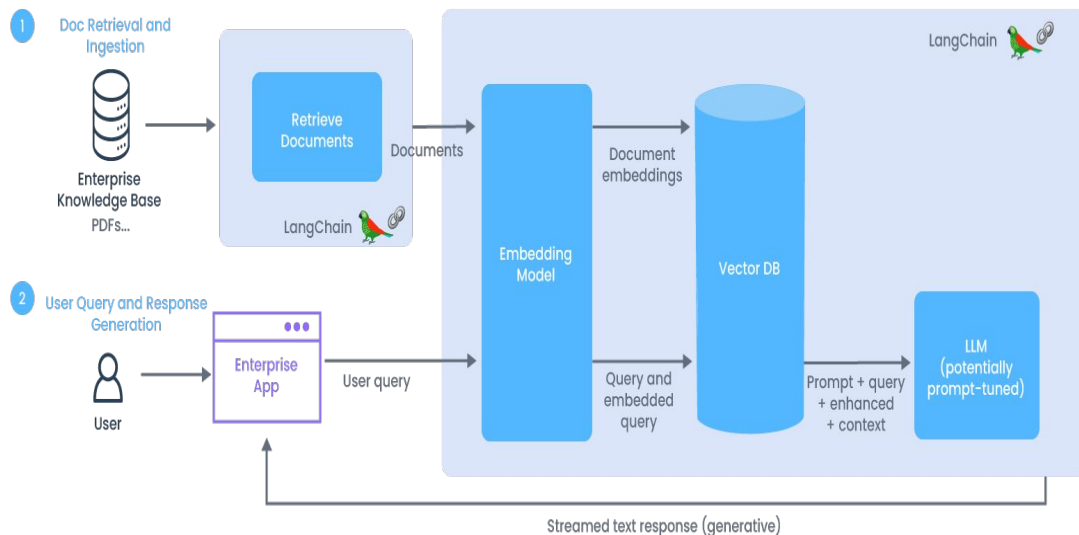 1
Doc Retrieval and
Ingestion
Enterprise
Knowledge Base
PDFs...
Retrieve
Documents
LangChain
Documents
LangChain
Embedding
Model
Document
embeddings
Vector DB
2
User Query and Response
Generation
User
Enterprise
App
User query
Query and
embedded
query
Prompt + query
+ enhanced
+ context
LLM
(potentially
prompt-tuned)
Streamed text response (generative)